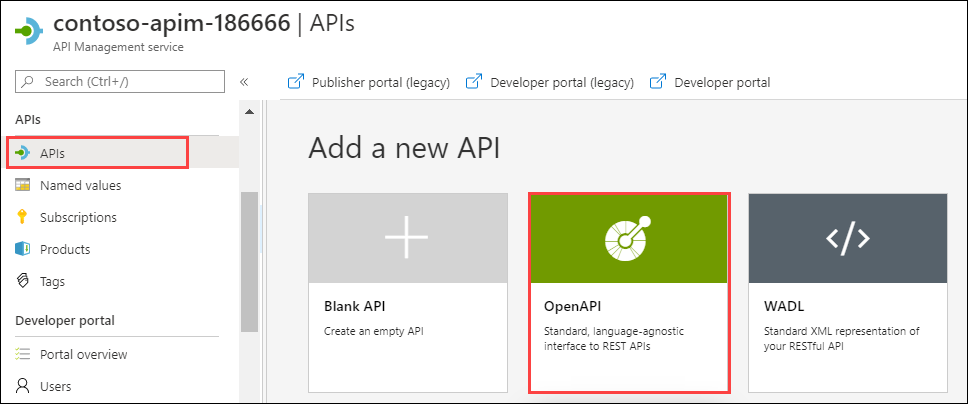 contoso-apim-186666 | APIs
API Management service
Search (Ctrl+/)
«
Publisher portal (legacy)
Developer portal (legacy)
Developer portal
APIs
APIs
Named values
Subscriptions
Products
Tags
Developer portal
Portal overview
Users
Add a new API
Blank API
Create an empty API
OpenAPI
Standard, language-agnostic
interface to REST APIs
</>
WADL
Standard XML representation of
your RESTful API